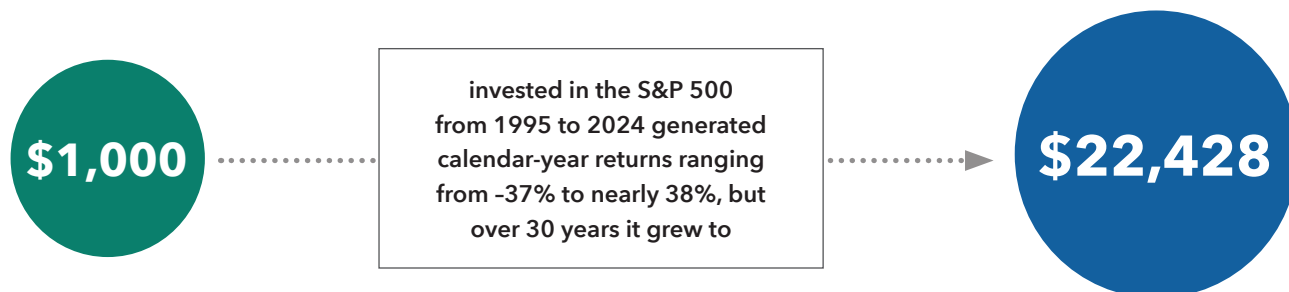 $1,000
invested in the S&P 500
from 1995 to 2024 generated
calendar-year returns ranging
from –37% to nearly 38%, but
over 30 years it grew to
$22,428